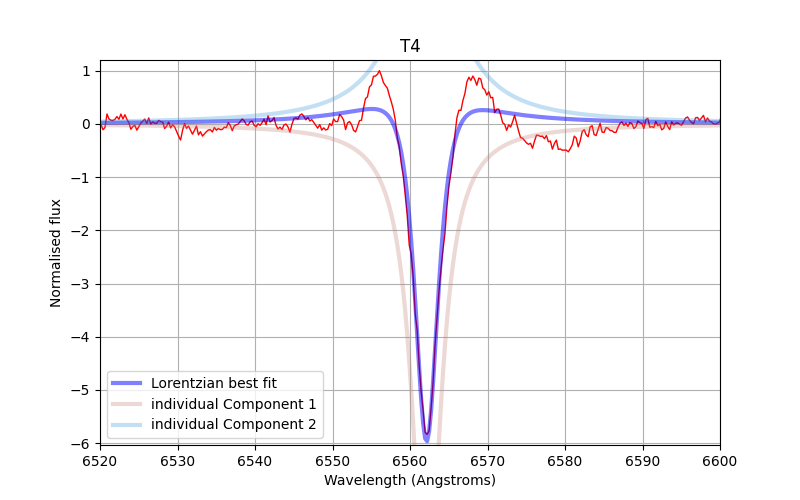 T4
Normalised flux
1
0
−1
−2
−3
−4
−5
−6
Lorentzian best fit
individual Component 1
individual Component 2
6520 6530 6540 6550 6560 6570 6580 6590 6600
Wavelength (Angstroms)